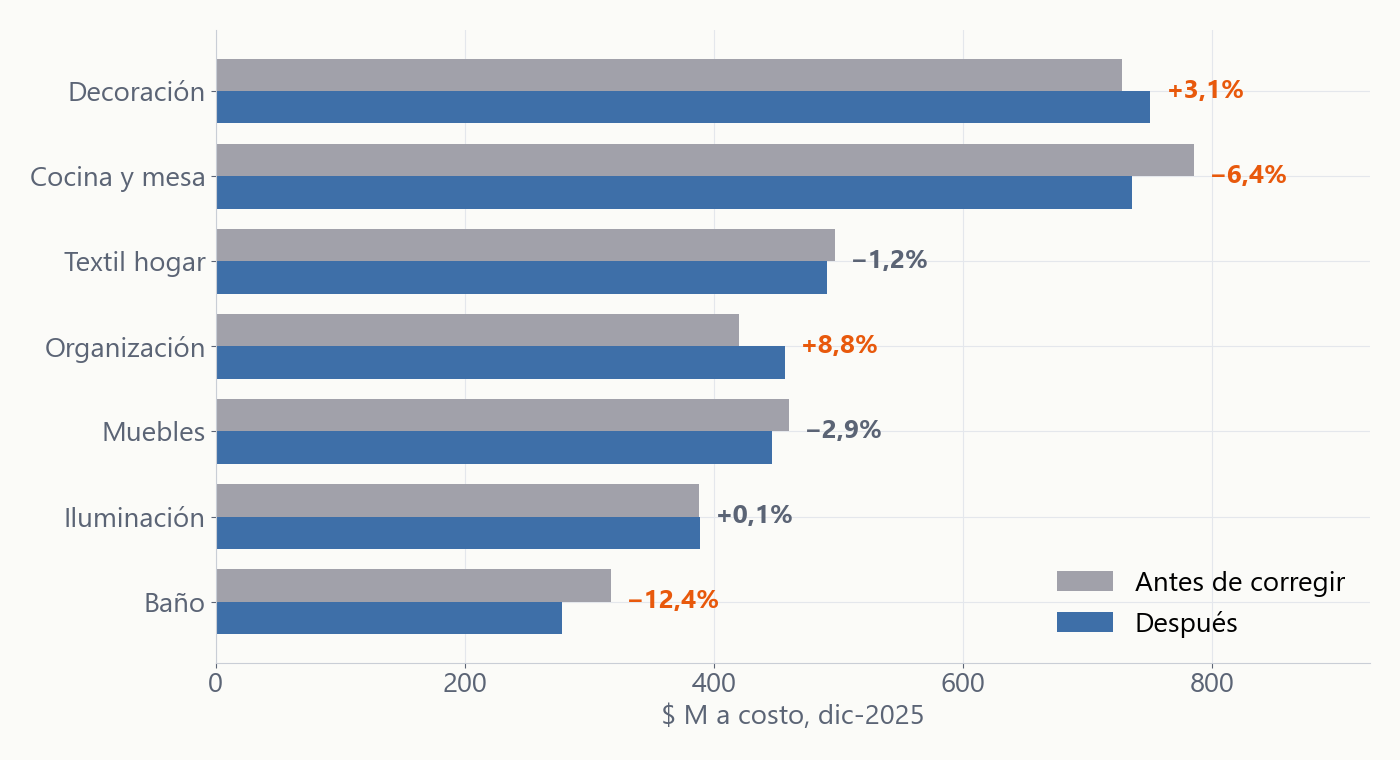 Decoración
+3,1%
Cocina y mesa
−6,4%
Textil hogar
−1,2%
Organización
+8,8%
Muebles
−2,9%
Iluminación
+0,1%
Baño
−12,4%
Antes de corregir
Después
0 200 400 600 800
$ M a costo, dic-2025